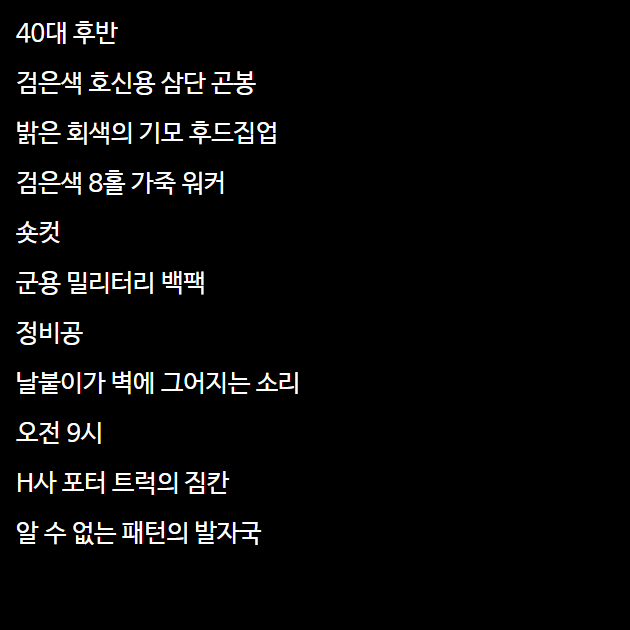 40대 후반
검은색 호신용 삼단 곤봉
밝은 회색의 기모 후드집업
검은색 8홀 가죽 워커
숏컷
군용 밀리터리 백팩
정비공
날붙이가 벽에 그어지는 소리
오전 9시
H사 포터 트럭의 짐칸
알 수 없는 패턴의 발자국